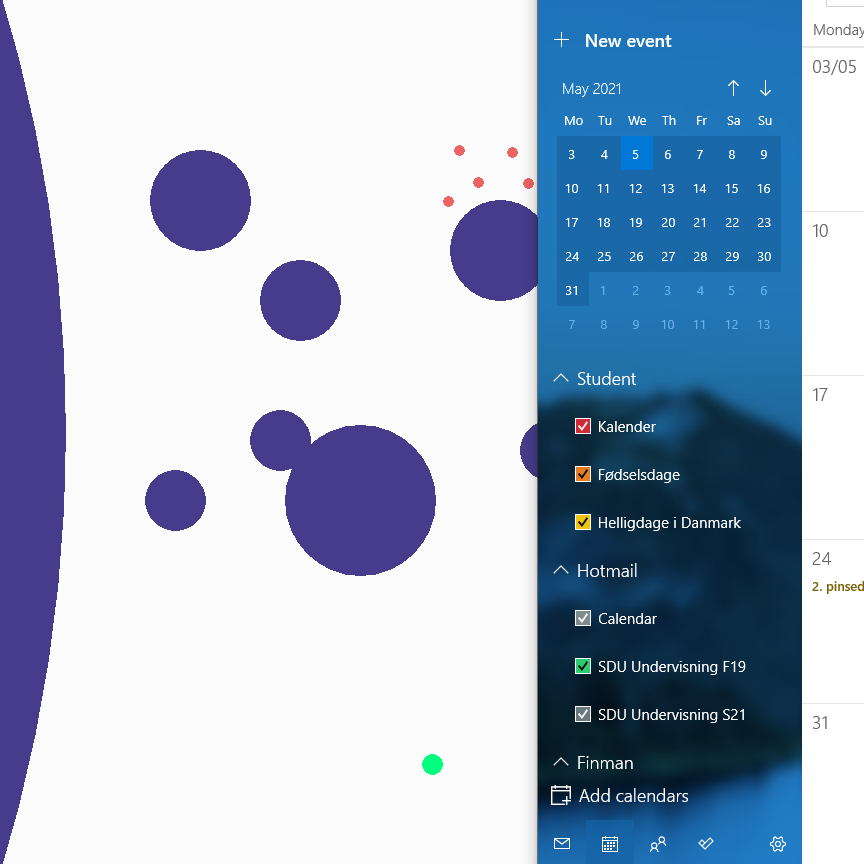 New event
May 2021
Mo Tu We Th Fr Sa Su
3 4 5 6 7 8 9
10 11 12 13 14 15 16
17 18 19 20 21 22 23
24 25 26 27 28 29 30
31 1 2 3 4 5 6
7 8 9 10 11 12 13
Student
Kalender
Fødselsdage
Helligdage i Danmark
Hotmail
Calendar
SDU Undervisning F19
SDU Undervisning S21
Finman
Add calendars
Monday
03/05
10
17
24
2. pinsed
31